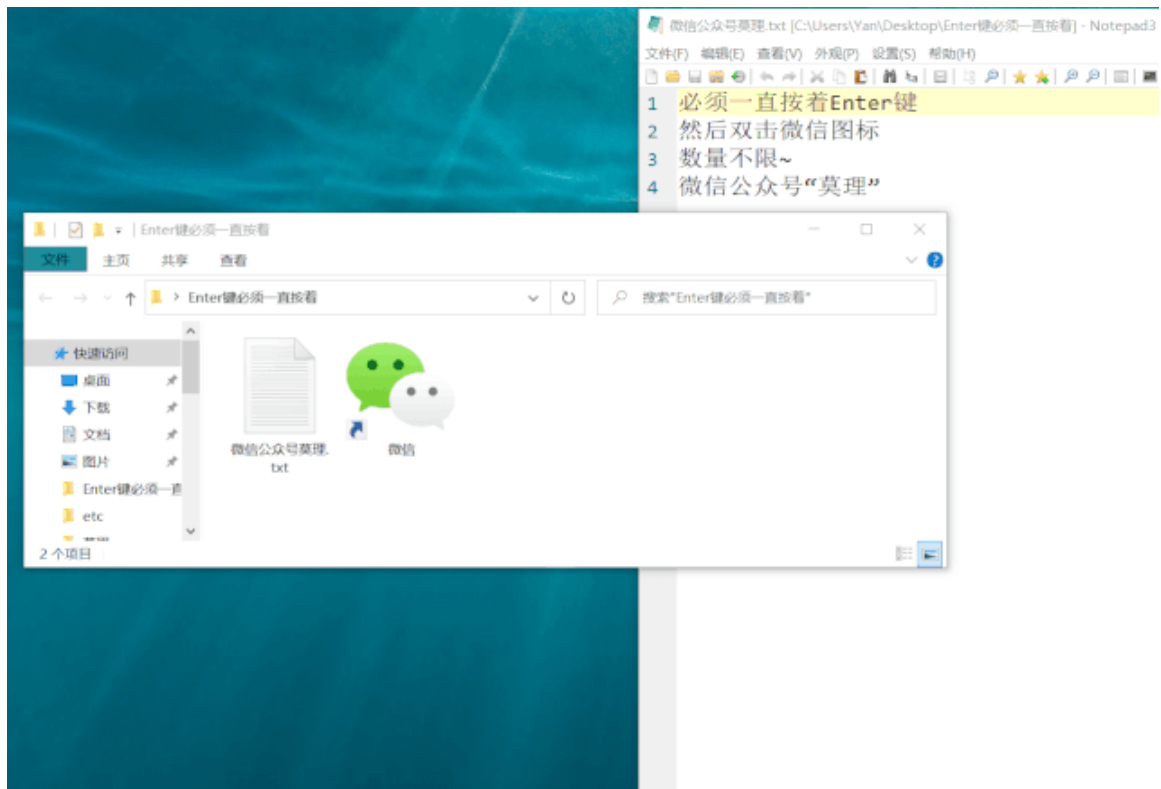 微信公众号莫理.txt [C:\Users\Yan\Desktop\Enter键必须一直按着] - Notepad3
文件(F) 编辑(E) 查看(V) 外观(P) 设置(S) 帮助(H)
1 必须一直按着Enter键
2 然后双击微信图标
3 数量不限~
4 微信公众号“莫理”
Enter键必须一直按着
文件 主页 共享 查看
Enter键必须一直按着
搜索"Enter键必须一直按着"
快速访问
桌面
下载
文档
图片
Enter键必须一直
etc
微信公众号莫理.
txt
微信
2 个项目